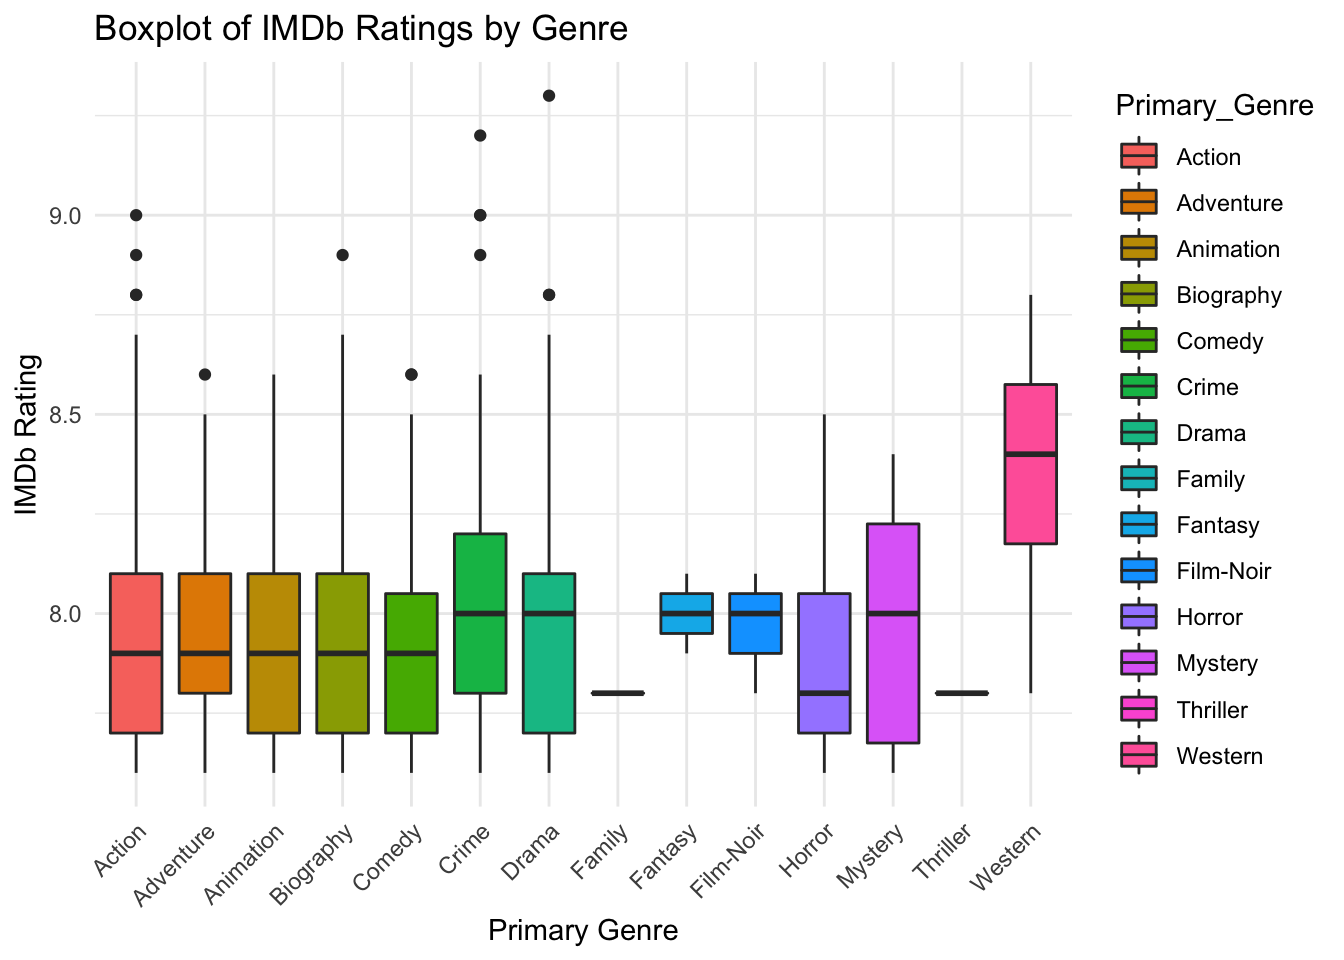 Boxplot of IMDb Ratings by Genre
IMDb Rating
9.0
8.5
8.0
Action
Adventure
Animation
Biography
Comedy
Crime
Drama
Family
Fantasy
Film-Noir
Horror
Mystery
Thriller
Western
Primary Genre
Primary_Genre
Action
Adventure
Animation
Biography
Comedy
Crime
Drama
Family
Fantasy
Film-Noir
Horror
Mystery
Thriller
Western